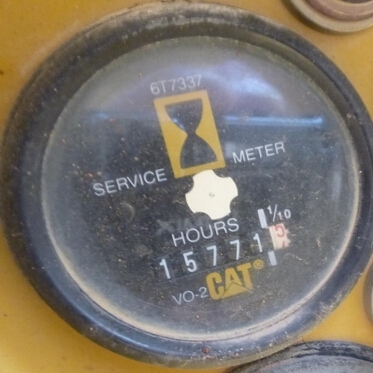 6T7337
SERVICE METER
HOURS 1/10
15771
VO-2 CAT®